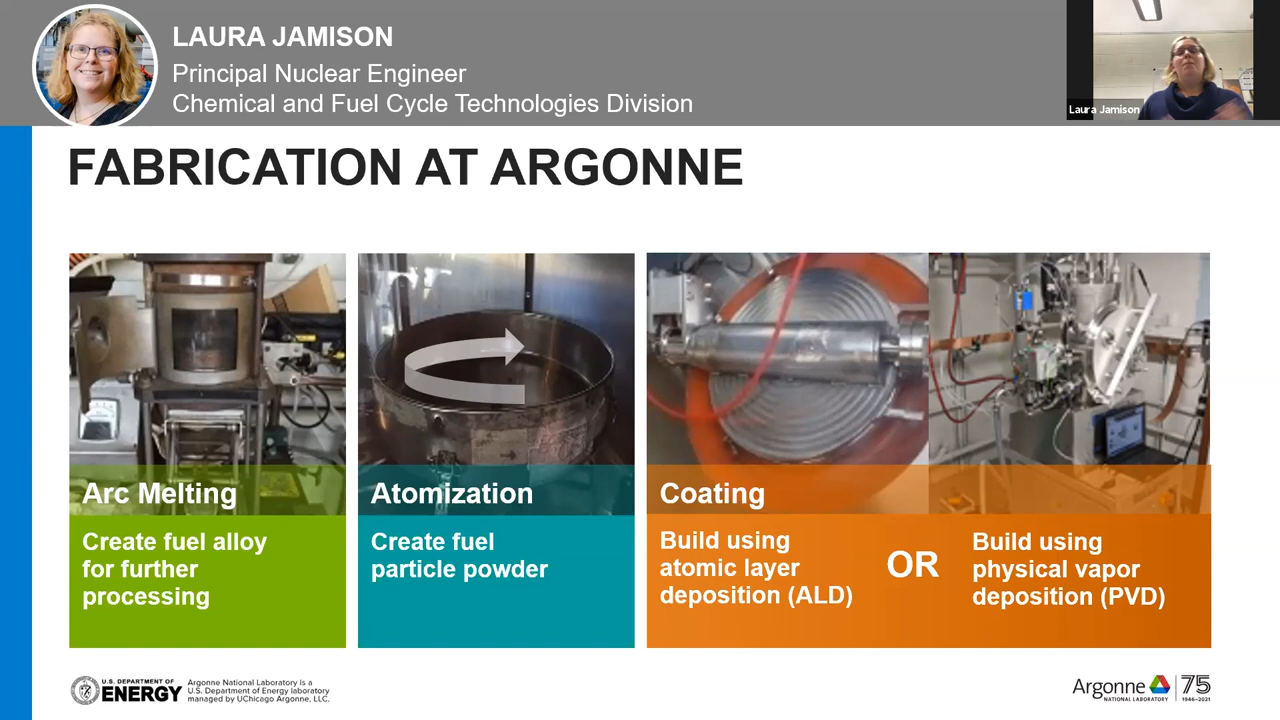 LAURA JAMISON
Principal Nuclear Engineer
Chemical and Fuel Cycle Technologies Division
Laura Jamison
FABRICATION AT ARGONNE
Arc Melting
Create fuel alloy
for further
processing
Atomization
Create fuel
particle powder
Coating
Build using
atomic layer
deposition (ALD)
OR
Build using
physical vapor
deposition (PVD)
U.S. DEPARTMENT OF
ENERGY
Argonne National Laboratory is a
U.S. Department of Energy laboratory
managed by UChicago Argonne, LLC.
Argonne
NATIONAL LABORATORY
75
1946–2021